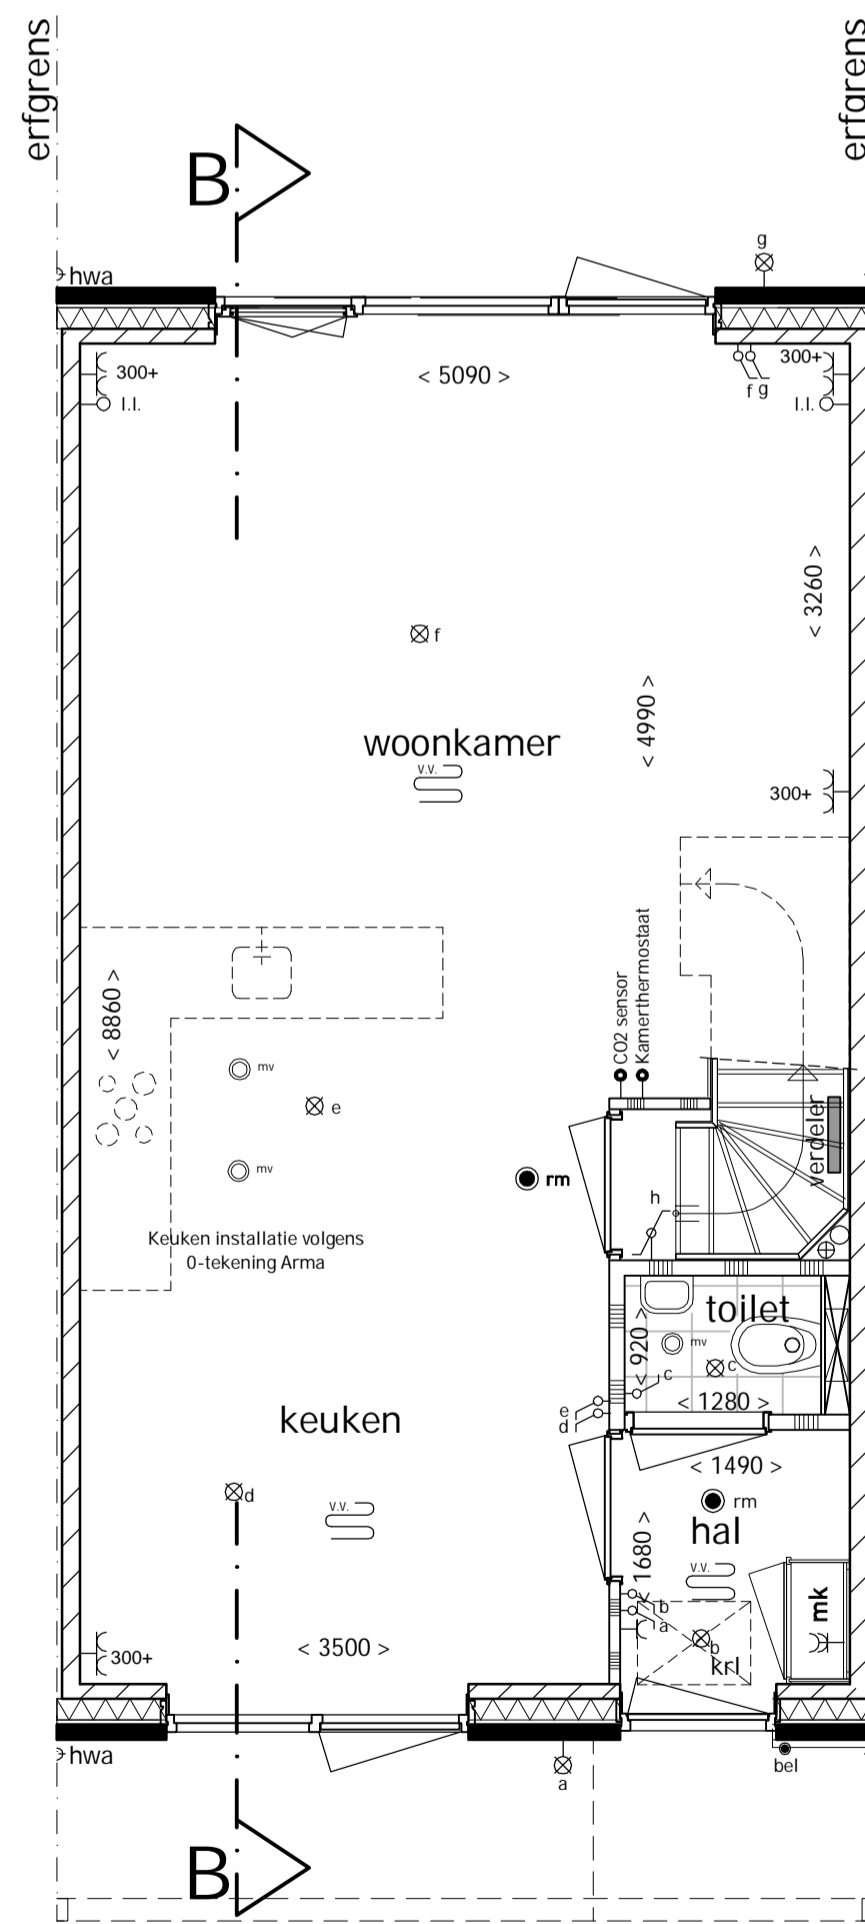 erfgrens
erfgrens
B
g
hwa
300+
< 5090 >
300+
f g
l.l.
l.l.
< 3260 >
f
< 4990 >
woonkamer
v.v.
300+
CO2 sensor
Kamerthermostaat
< 8860 >
mv
e
verdeler
mv
rm
h
Keuken installatie volgens
0-tekening Arma
toilet
mv
< 920 >
c
c
< 1280 >
e
d
keuken
< 1490 >
d
rm
v.v.
hal
< 1680 >
v.v.
mk
b
a
b
krl
300+
< 3500 >
hwa
bel
a
B